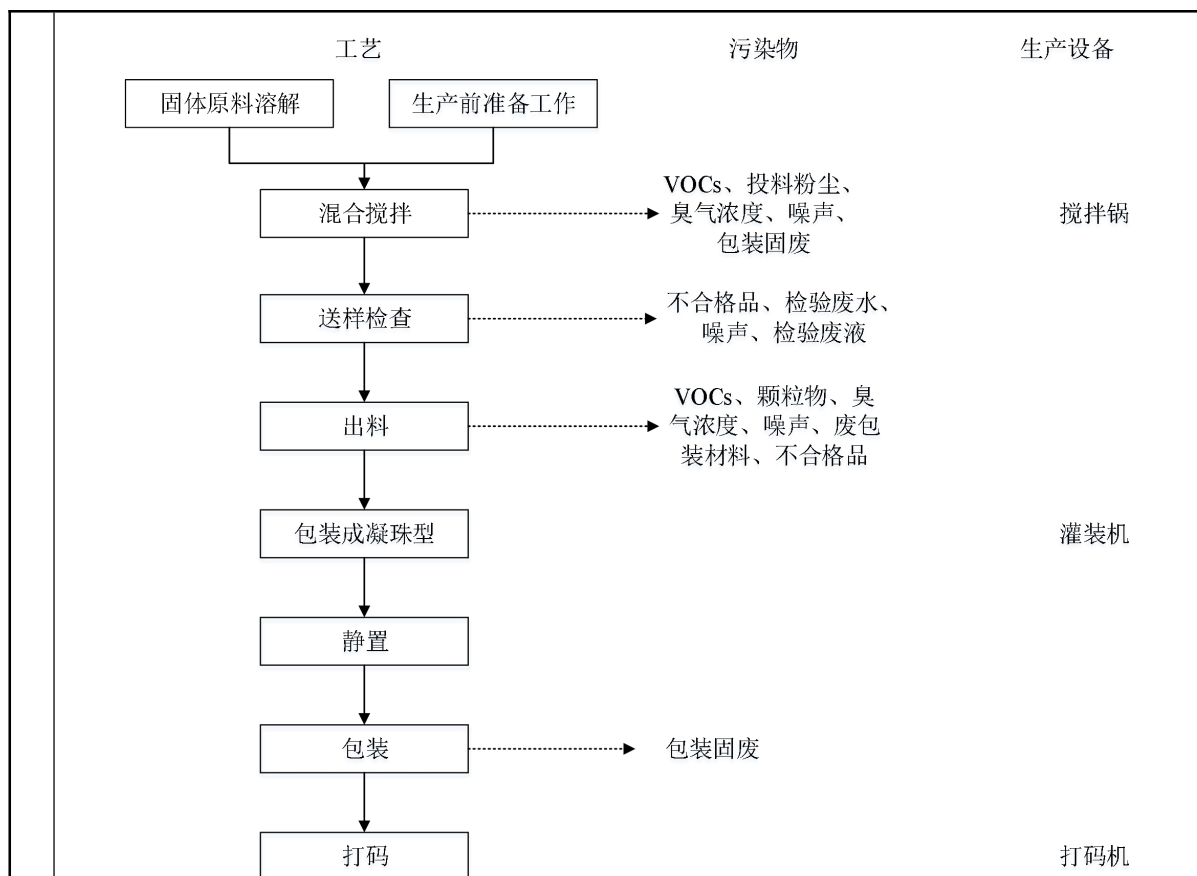 工艺 污染物 生产设备
固体原料溶解 生产前准备工作
混合搅拌
VOCs、投料粉尘、
臭气浓度、噪声、
包装固废
搅拌锅
送样检查
不合格品、检验废水、
噪声、检验废液
出料
VOCs、颗粒物、臭
气浓度、噪声、废包
装材料、不合格品
包装成凝珠型
灌装机
静置
包装
包装固废
打码
打码机